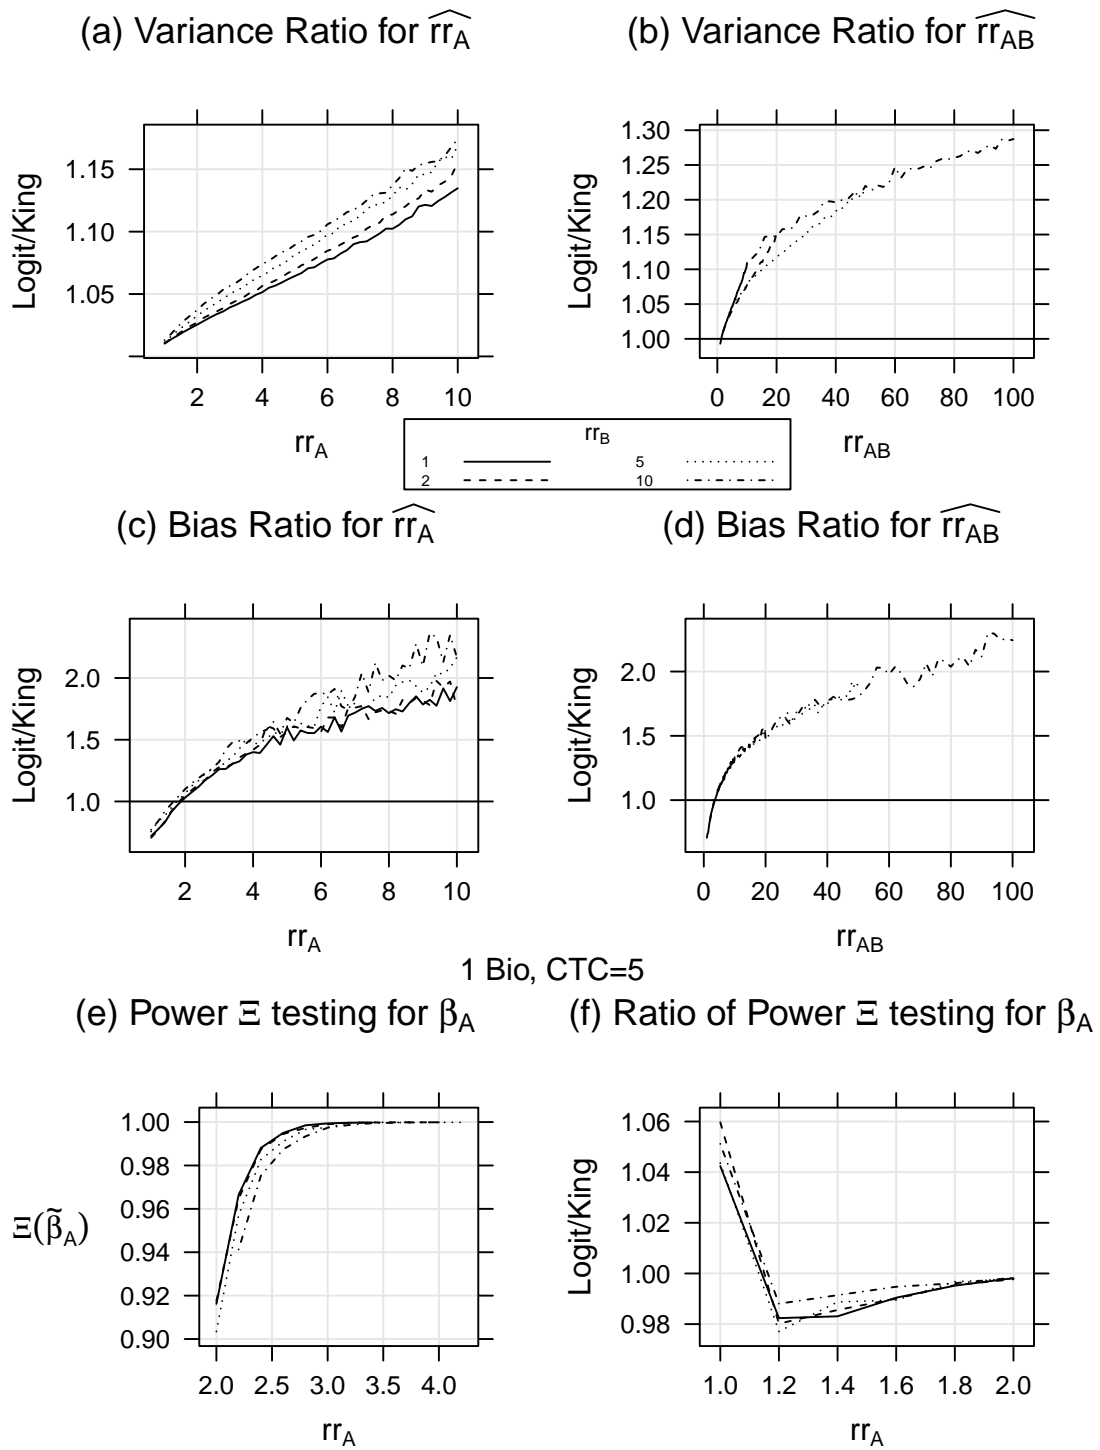 (a) Variance Ratio for r̂r_A
(b) Variance Ratio for r̂r_AB
Logit/King
1.15
1.10
1.05
2 4 6 8 10
rr_A
Logit/King
1.30
1.25
1.20
1.15
1.10
1.05
1.00
0 20 40 60 80 100
rr_AB
rr_B
1 5
2 10
(c) Bias Ratio for r̂r_A
(d) Bias Ratio for r̂r_AB
Logit/King
2.0
1.5
1.0
2 4 6 8 10
rr_A
Logit/King
2.0
1.5
1.0
0 20 40 60 80 100
rr_AB
1 Bio, CTC=5
(e) Power Ξ testing for β_A
(f) Ratio of Power Ξ testing for β_A
Ξ(β̃_A)
1.00
0.98
0.96
0.94
0.92
0.90
2.0 2.5 3.0 3.5 4.0
rr_A
Logit/King
1.06
1.04
1.02
1.00
0.98
1.0 1.2 1.4 1.6 1.8 2.0
rr_A